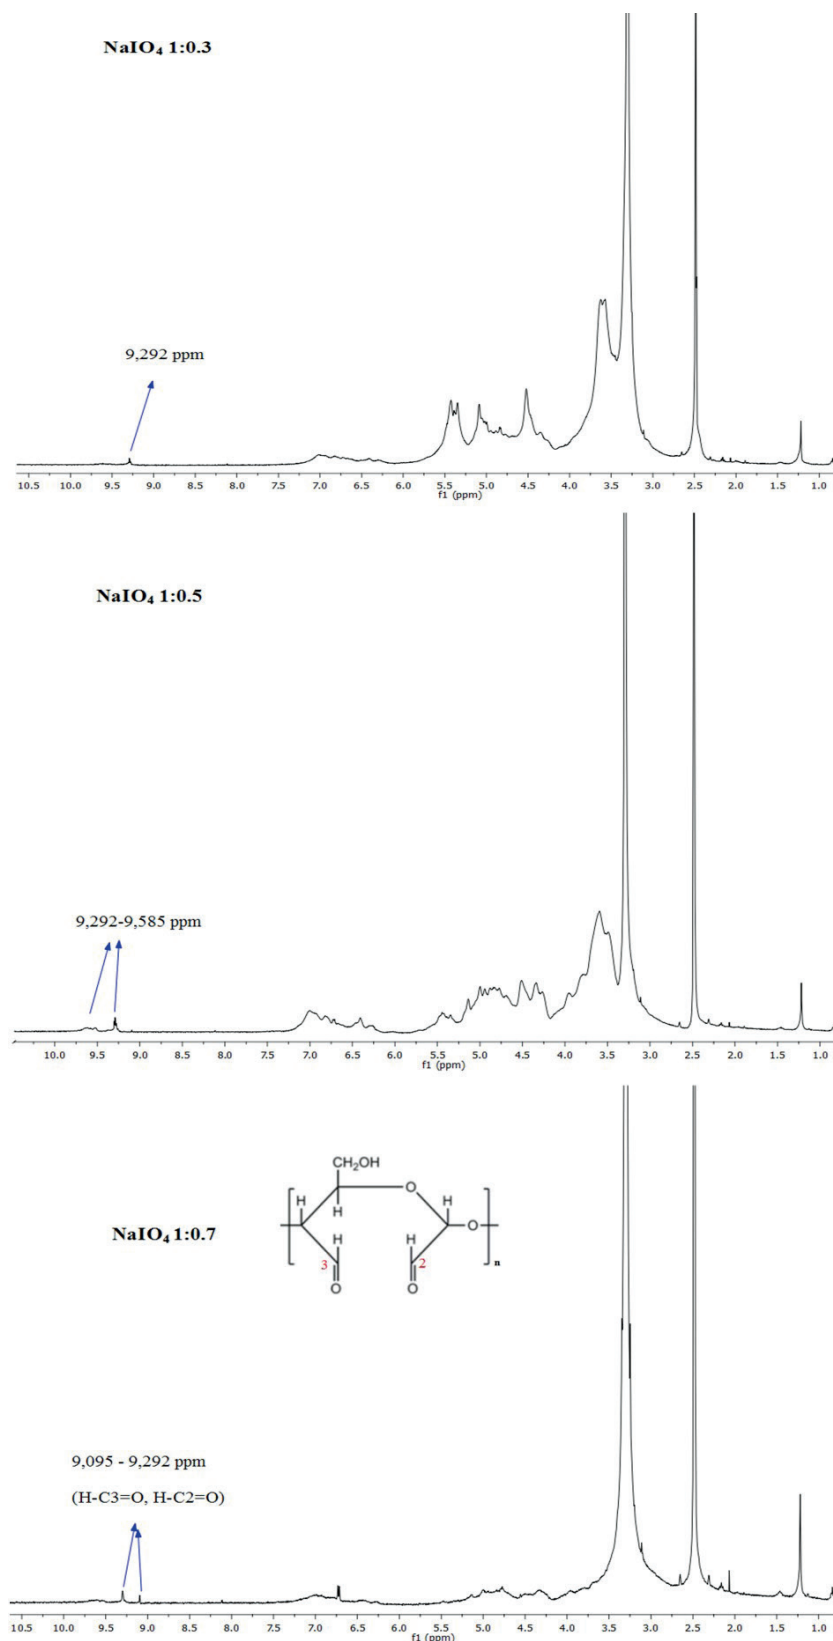 NaIO₄ 1:0.3
9,292 ppm
10.5 10.0 9.5 9.0 8.5 8.0 7.5 7.0 6.5 6.0 5.5 5.0 4.5 4.0 3.5 3.0 2.5 2.0 1.5 1.0
f1 (ppm)
NaIO₄ 1:0.5
9,292-9,585 ppm
10.0 9.5 9.0 8.5 8.0 7.5 7.0 6.5 6.0 5.5 5.0 4.5 4.0 3.5 3.0 2.5 2.0 1.5 1.0
f1 (ppm)
CH₂OH
H O H
NaIO₄ 1:0.7
H O
H H
3 2 n
O O
9,095 - 9,292 ppm
(H-C3=O, H-C2=O)
10.5 10.0 9.5 9.0 8.5 8.0 7.5 7.0 6.5 6.0 5.5 5.0 4.5 4.0 3.5 3.0 2.5 2.0 1.5 1.0
f1 (ppm)